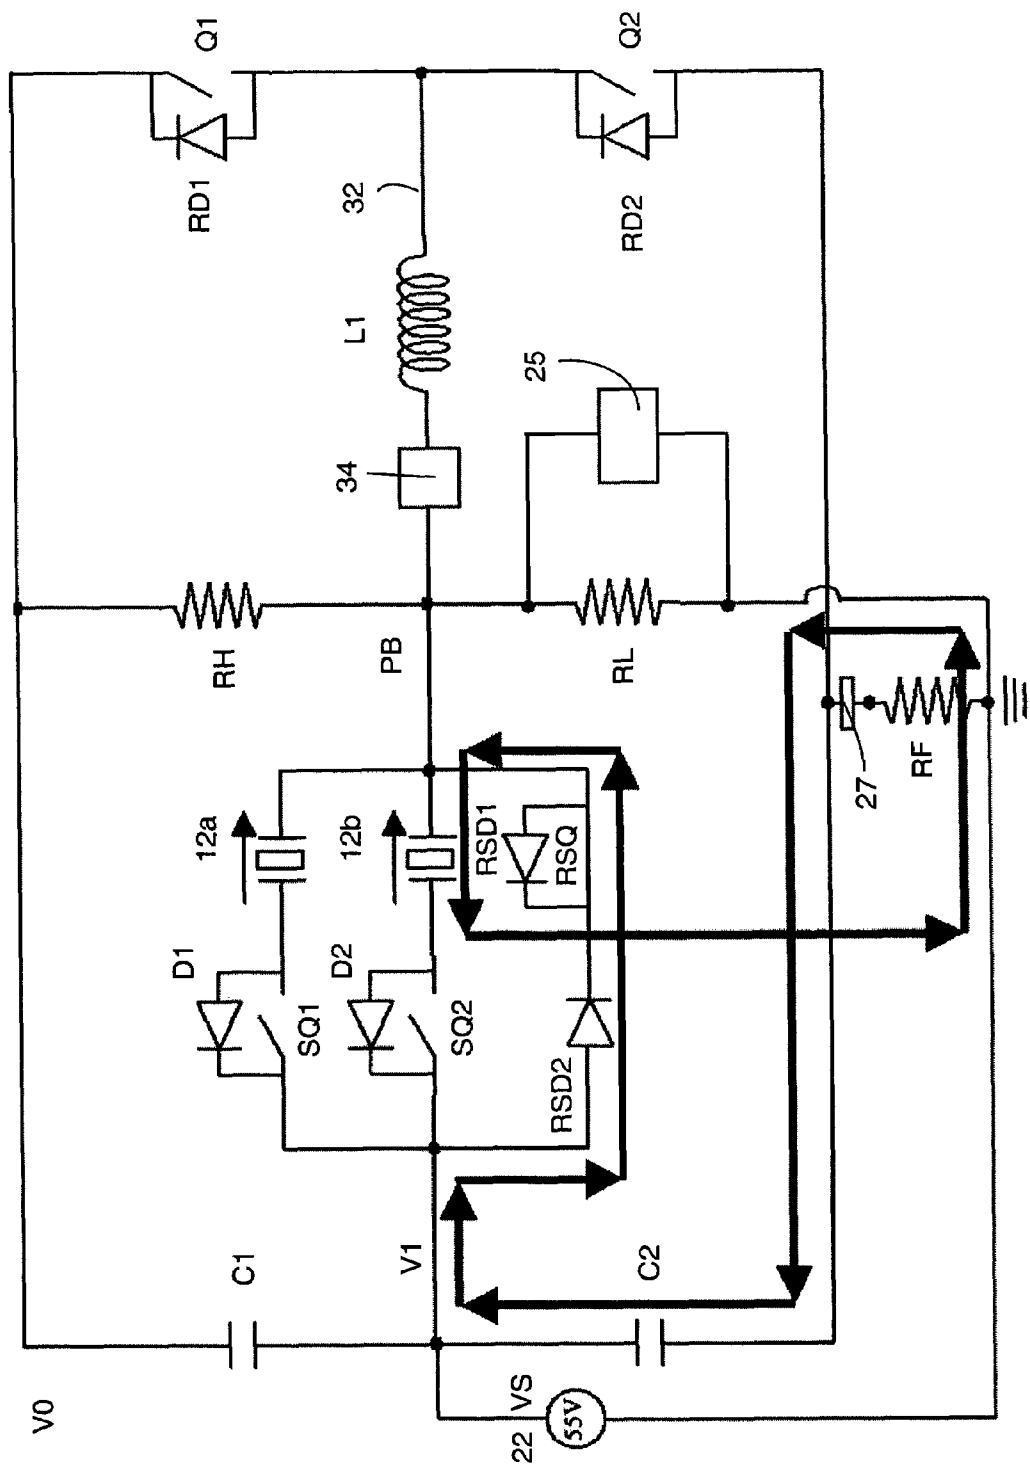 V0
C1
D1
12a
RH
RD1
Q1
SQ1
V1
D2
12b
PB
34
L1
32
SQ2
RSD1
RSQ
RSD2
22
VS
55V
C2
RL
25
RD2
Q2
27
RF